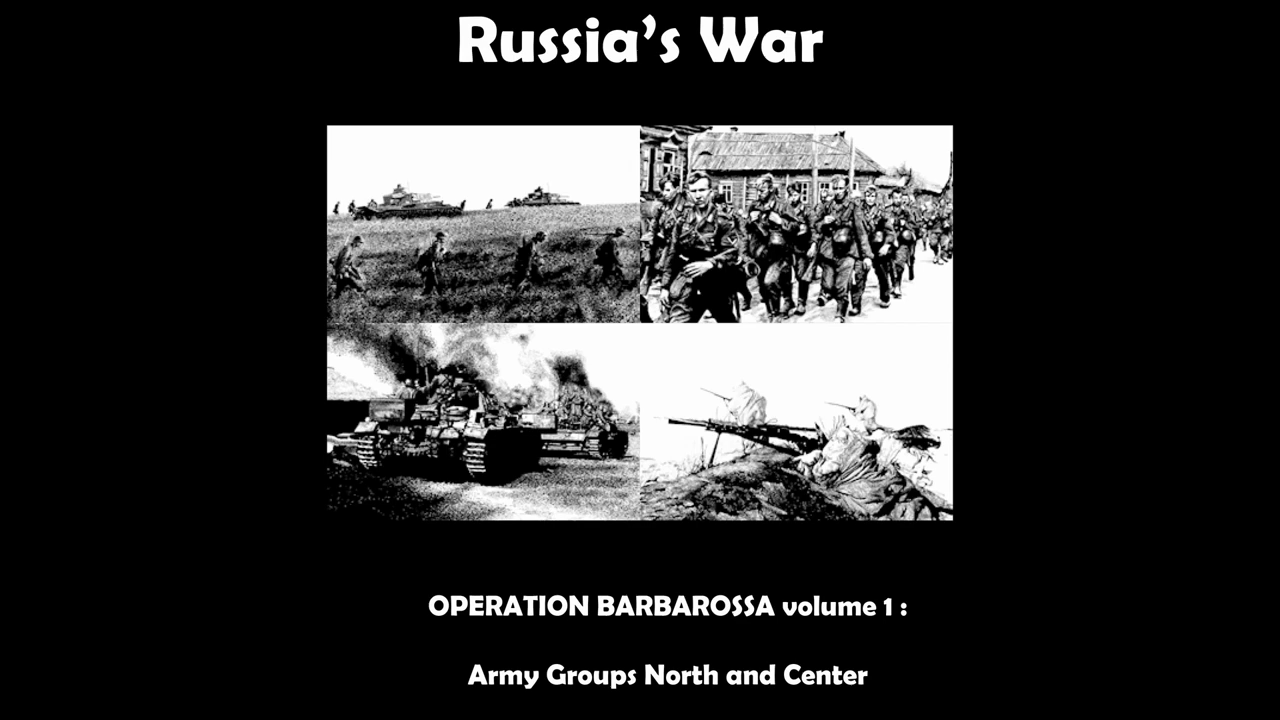 Russia’s War
OPERATION BARBAROSSA volume 1 :
Army Groups North and Center